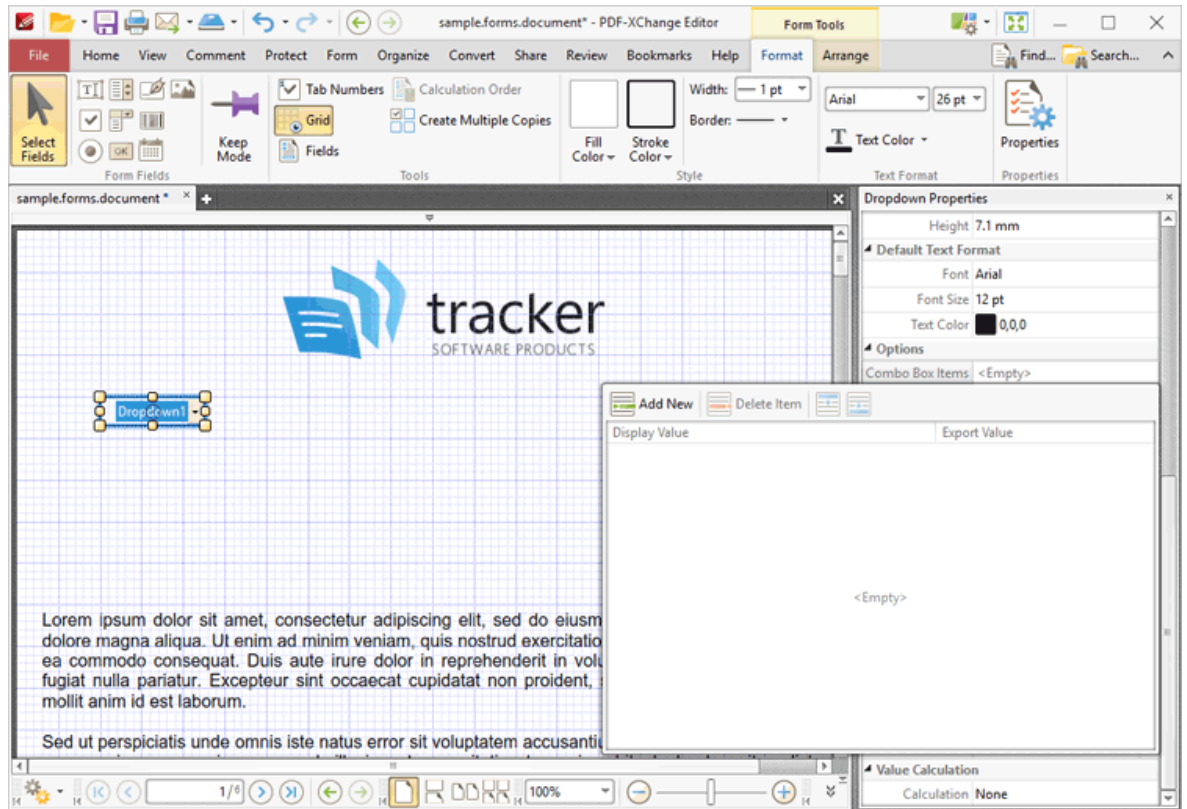 sample.forms.document* - PDF-XChange Editor
Form Tools
File Home View Comment Protect Form Organize Convert Share Review Bookmarks Help Format Arrange Find... Search...
Select Fields
OK
Form Fields
Keep Mode
Tab Numbers
Grid
Fields
Calculation Order
Create Multiple Copies
Tools
Fill Color
Stroke Color
Width: 1 pt
Border:
Style
Arial 26 pt
T Text Color
Text Format
Properties
Properties
sample.forms.document *
tracker
SOFTWARE PRODUCTS
Dropdown1
Lorem ipsum dolor sit amet, consectetur adipiscing elit, sed do eiusm
dolore magna aliqua. Ut enim ad minim veniam, quis nostrud exercitatio
ea commodo consequat. Duis aute irure dolor in reprehenderit in volu
fugiat nulla pariatur. Excepteur sint occaecat cupidatat non proident, s
mollit anim id est laborum.
Sed ut perspiciatis unde omnis iste natus error sit voluptatem accusantiu
Dropdown Properties
Height 7.1 mm
Default Text Format
Font Arial
Font Size 12 pt
Text Color 0,0,0
Options
Combo Box Items <Empty>
Add New Delete Item
Display Value Export Value
<Empty>
Value Calculation
Calculation None
1/6
100%